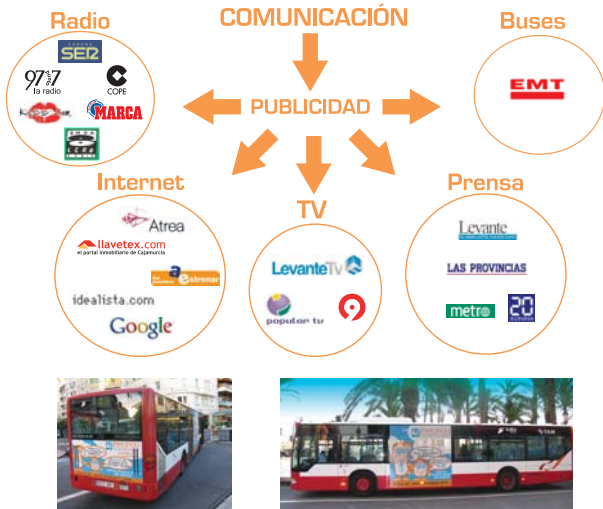 COMUNICACIÓN
Radio
Buses
SER
97.7
la radio
COPE
MARCA
EMT
PUBLICIDAD
Internet
TV
Prensa
Atrea
llavetex.com
el portal inmobiliario de Cajamurcia
estrenar
idealista.com
Google
LevanteTV
popular tv
Levante
LAS PROVINCIAS
metro
20